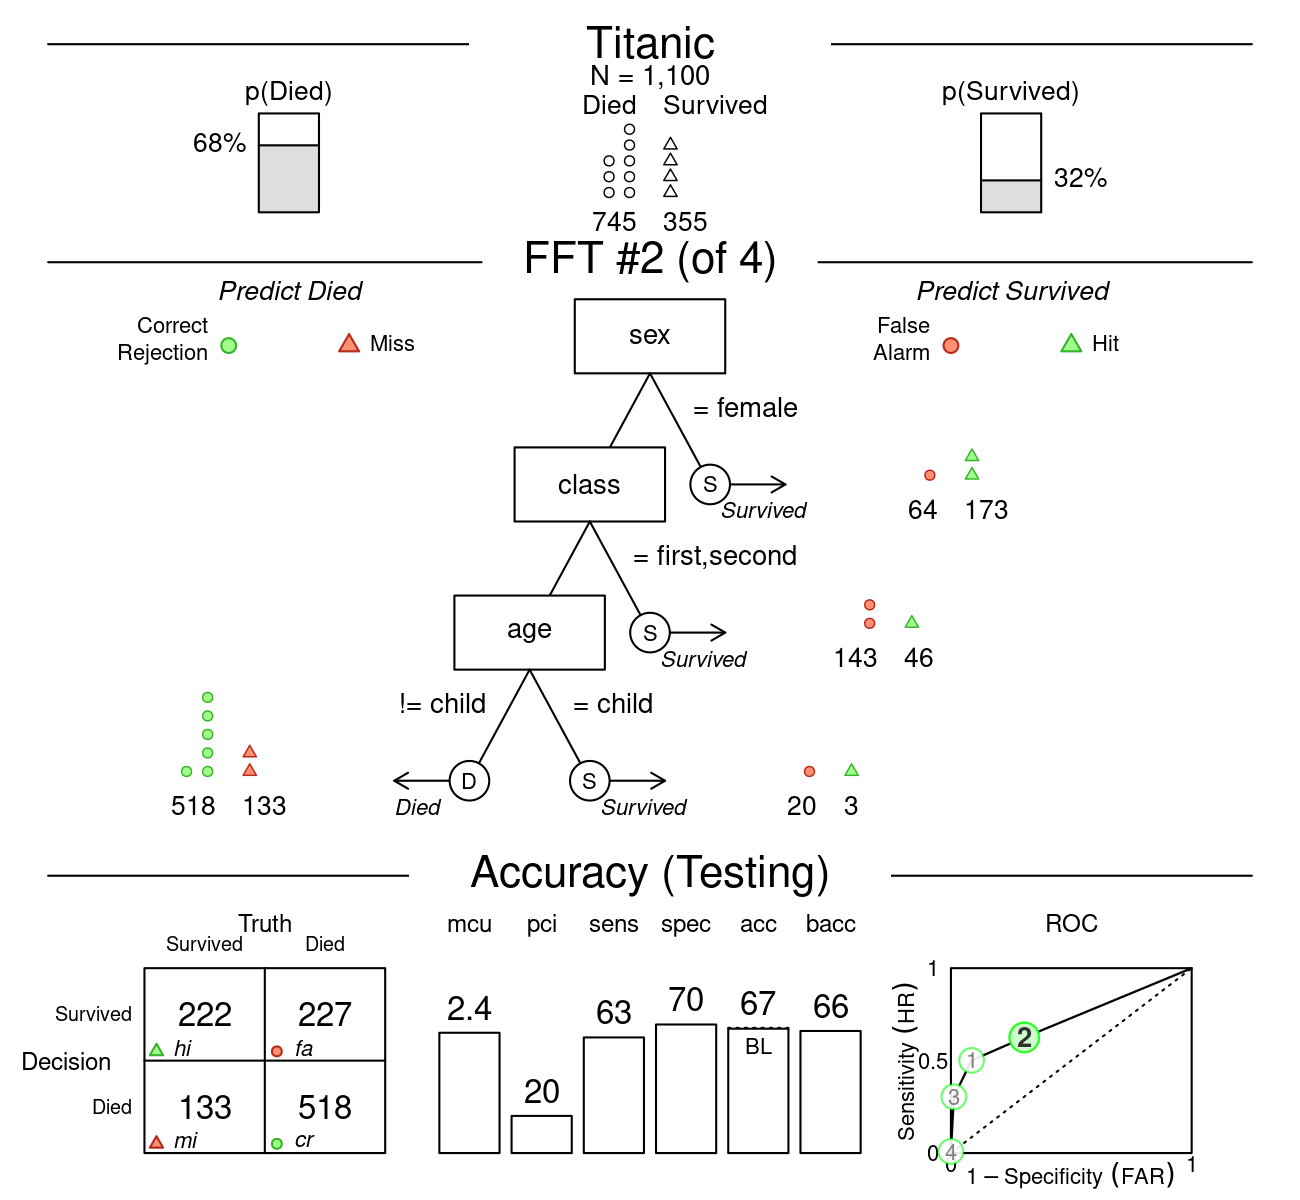 Titanic
N = 1,100
p(Died)
Died Survived
p(Survived)
68%
32%
745 355
FFT #2 (of 4)
Predict Died
Predict Survived
Correct
Rejection
Miss
False
Alarm
Hit
sex
= female
class
S
Survived
64 173
= first,second
age
S
Survived
143 46
!= child
= child
D
S
Died
Survived
518 133
20 3
Accuracy (Testing)
Truth
Survived Died
Decision
Survived
222
hi
227
fa
Died
133
mi
518
cr
mcu pci sens spec acc bacc
2.4
20
63
70
67
66
BL
ROC
1
0.5
0
Sensitivity (HR)
1
2
3
4
0
1
1 – Specificity (FAR)